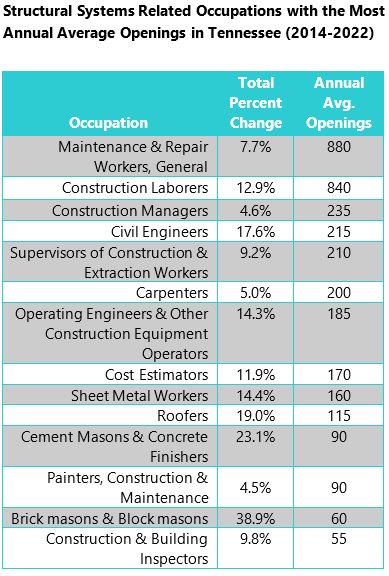 Structural Systems Related Occupations with the Most
Annual Average Openings in Tennessee (2014-2022)
Occupation Total Percent Change Annual Avg. Openings
Maintenance & Repair
Workers, General 7.7% 880
Construction Laborers 12.9% 840
Construction Managers 4.6% 235
Civil Engineers 17.6% 215
Supervisors of Construction &
Extraction Workers 9.2% 210
Carpenters 5.0% 200
Operating Engineers & Other
Construction Equipment
Operators 14.3% 185
Cost Estimators 11.9% 170
Sheet Metal Workers 14.4% 160
Roofers 19.0% 115
Cement Masons & Concrete
Finishers 23.1% 90
Painters, Construction &
Maintenance 4.5% 90
Brick masons & Block masons 38.9% 60
Construction & Building
Inspectors 9.8% 55